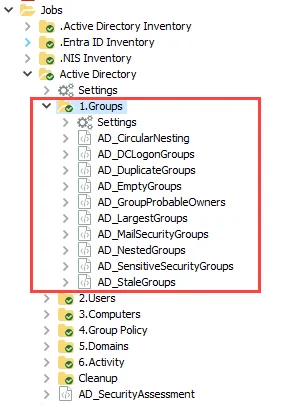 Jobs
.Active Directory Inventory
.Entra ID Inventory
.NIS Inventory
Active Directory
Settings
1.Groups
Settings
AD_CircularNesting
AD_DCLogonGroups
AD_DuplicateGroups
AD_EmptyGroups
AD_GroupProbableOwners
AD_LargestGroups
AD_MailSecurityGroups
AD_NestedGroups
AD_SensitiveSecurityGroups
AD_StaleGroups
2.Users
3.Computers
4.Group Policy
5.Domains
6.Activity
Cleanup
AD_SecurityAssessment